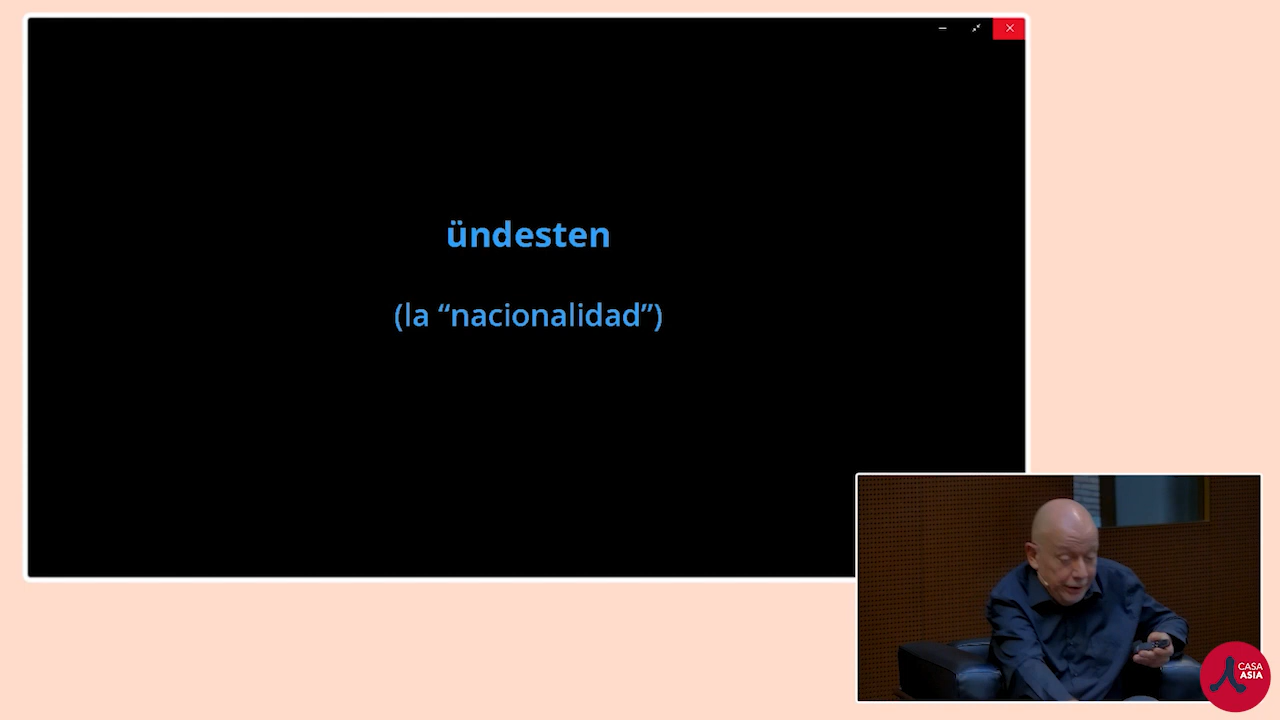 ündesten
(la “nacionalidad”)
CASA
ASIA